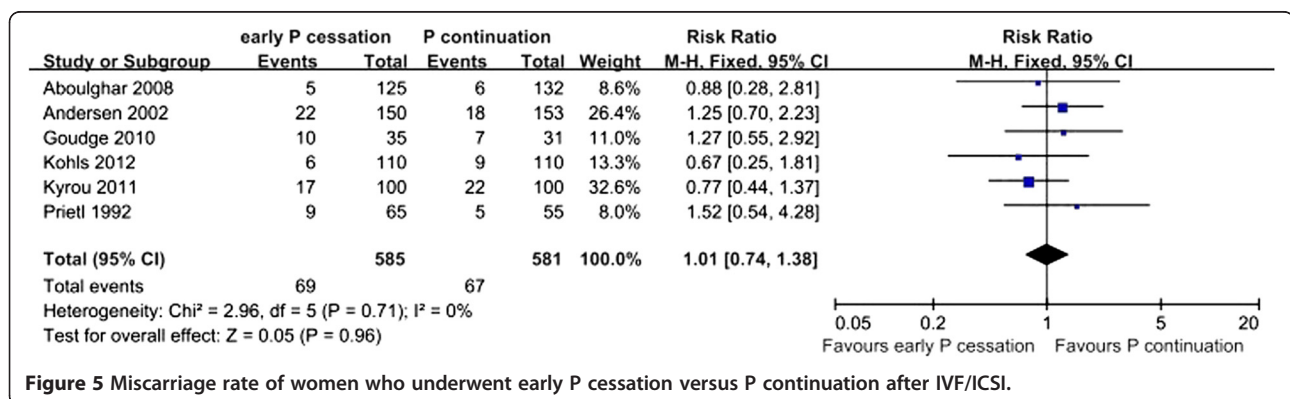 early P cessation P continuation Risk Ratio Risk Ratio
Study or Subgroup Events Total Events Total Weight M-H, Fixed, 95% CI M-H, Fixed, 95% CI
Aboulghar 2008 5 125 6 132 8.6% 0.88 [0.28, 2.81]
Andersen 2002 22 150 18 153 26.4% 1.25 [0.70, 2.23]
Goudge 2010 10 35 7 31 11.0% 1.27 [0.55, 2.92]
Kohls 2012 6 110 9 110 13.3% 0.67 [0.25, 1.81]
Kyrou 2011 17 100 22 100 32.6% 0.77 [0.44, 1.37]
Prietl 1992 9 65 5 55 8.0% 1.52 [0.54, 4.28]
Total (95% CI) 585 581 100.0% 1.01 [0.74, 1.38]
Total events 69 67
Heterogeneity: Chi² = 2.96, df = 5 (P = 0.71); I² = 0%
Test for overall effect: Z = 0.05 (P = 0.96)
0.05 0.2 1 5 20
Favours early P cessation Favours P continuation
Figure 5 Miscarriage rate of women who underwent early P cessation versus P continuation after IVF/ICSI.